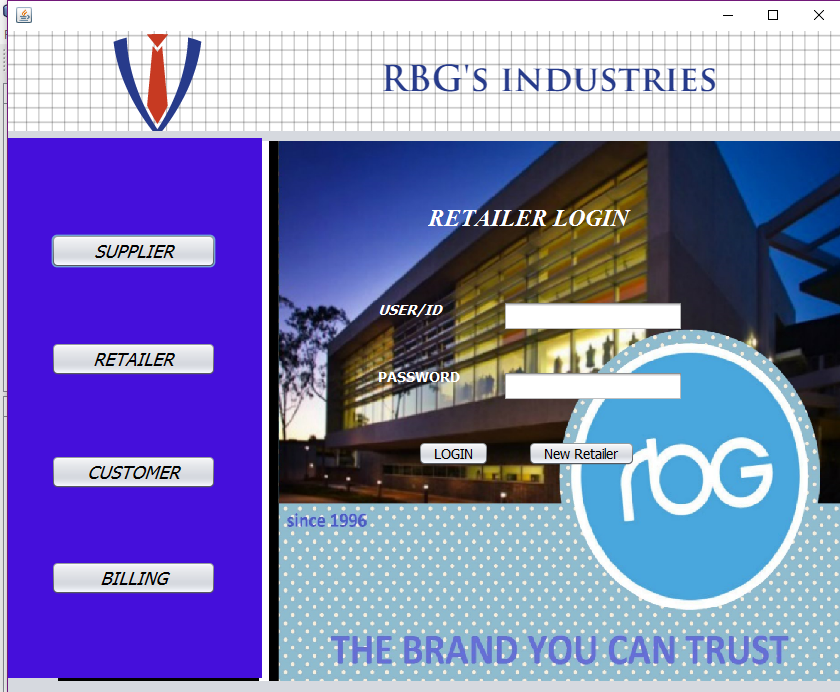 RBG'S INDUSTRIES
RETAILER LOGIN
SUPPLIER
USER/ID
RETAILER
PASSWORD
LOGIN
New Retailer
CUSTOMER
rbG
since 1996
BILLING
THE BRAND YOU CAN TRUST